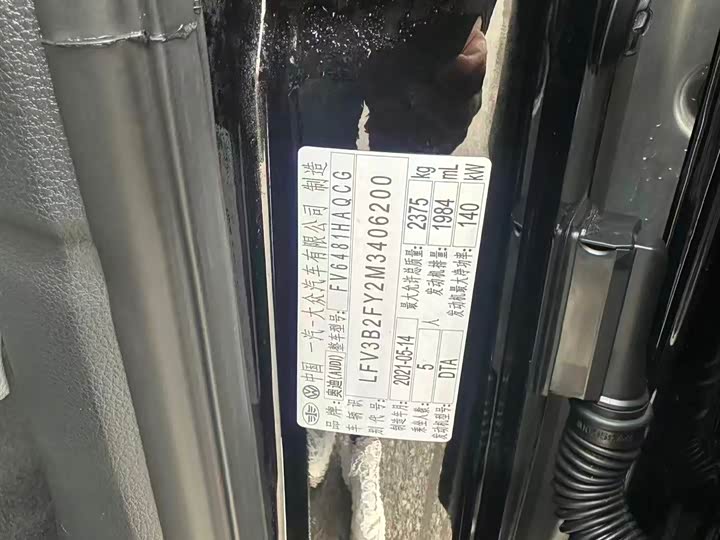 中国 一汽-大众汽车有限公司 制造
品牌: 奥迪(AUDI) 整车型号: FV6481HAQCG
车辆识别代号: LFV3B2FY2M3406200
制造年月: 2021-05-14 最大允许总质量: 2375 kg
乘坐人数: 5 人 发动机排量: 1984 mL
发动机型号: DTA 发动机最大净功率: 140 kW